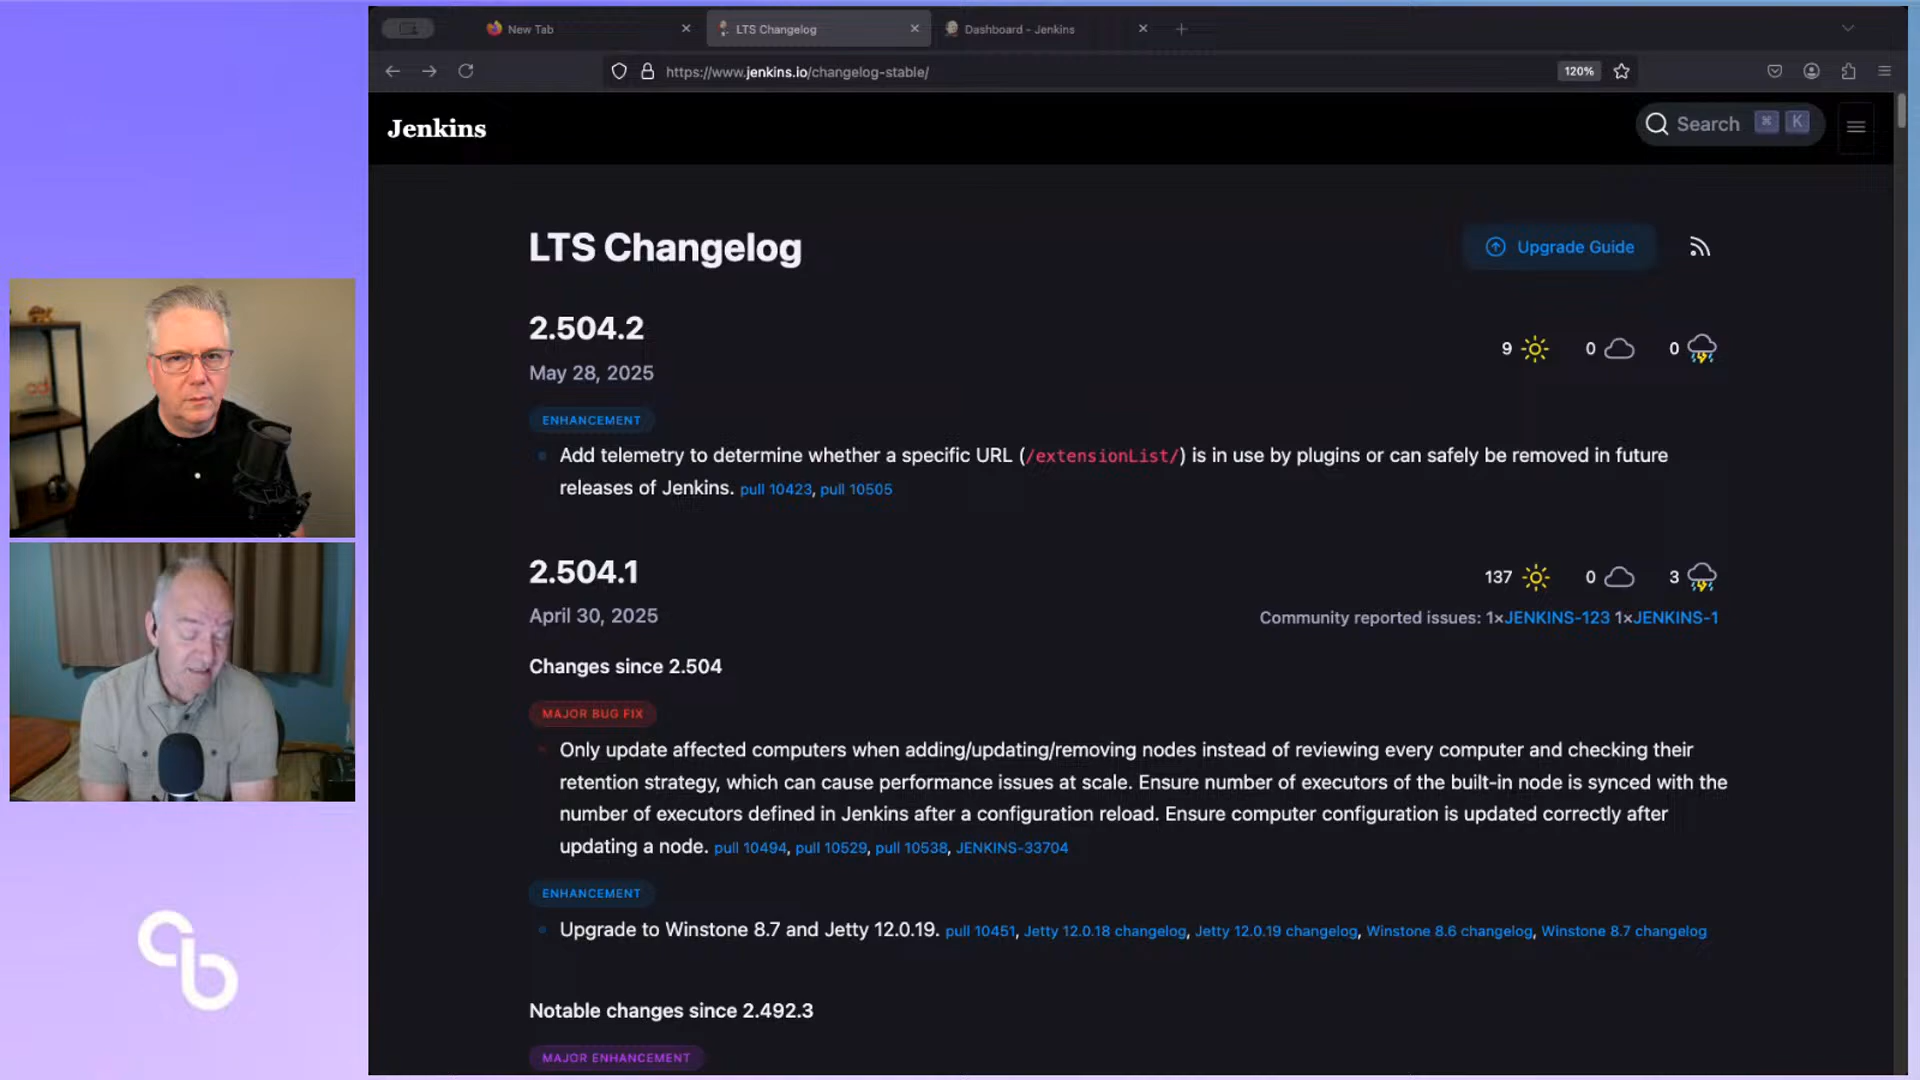 New Tab
LTS Changelog
Dashboard - Jenkins
https://www.jenkins.io/changelog-stable/
120%
Jenkins
Search ⌘ K
LTS Changelog
Upgrade Guide
2.504.2
9 0 0
May 28, 2025
ENHANCEMENT
Add telemetry to determine whether a specific URL (/extensionList/) is in use by plugins or can safely be removed in future
releases of Jenkins. pull 10423, pull 10505
2.504.1
137 0 3
April 30, 2025
Community reported issues: 1×JENKINS-123 1×JENKINS-1
Changes since 2.504
MAJOR BUG FIX
Only update affected computers when adding/updating/removing nodes instead of reviewing every computer and checking their
retention strategy, which can cause performance issues at scale. Ensure number of executors of the built-in node is synced with the
number of executors defined in Jenkins after a configuration reload. Ensure computer configuration is updated correctly after
updating a node. pull 10494, pull 10529, pull 10538, JENKINS-33704
ENHANCEMENT
Upgrade to Winstone 8.7 and Jetty 12.0.19. pull 10451, Jetty 12.0.18 changelog, Jetty 12.0.19 changelog, Winstone 8.6 changelog, Winstone 8.7 changelog
Notable changes since 2.492.3
MAJOR ENHANCEMENT